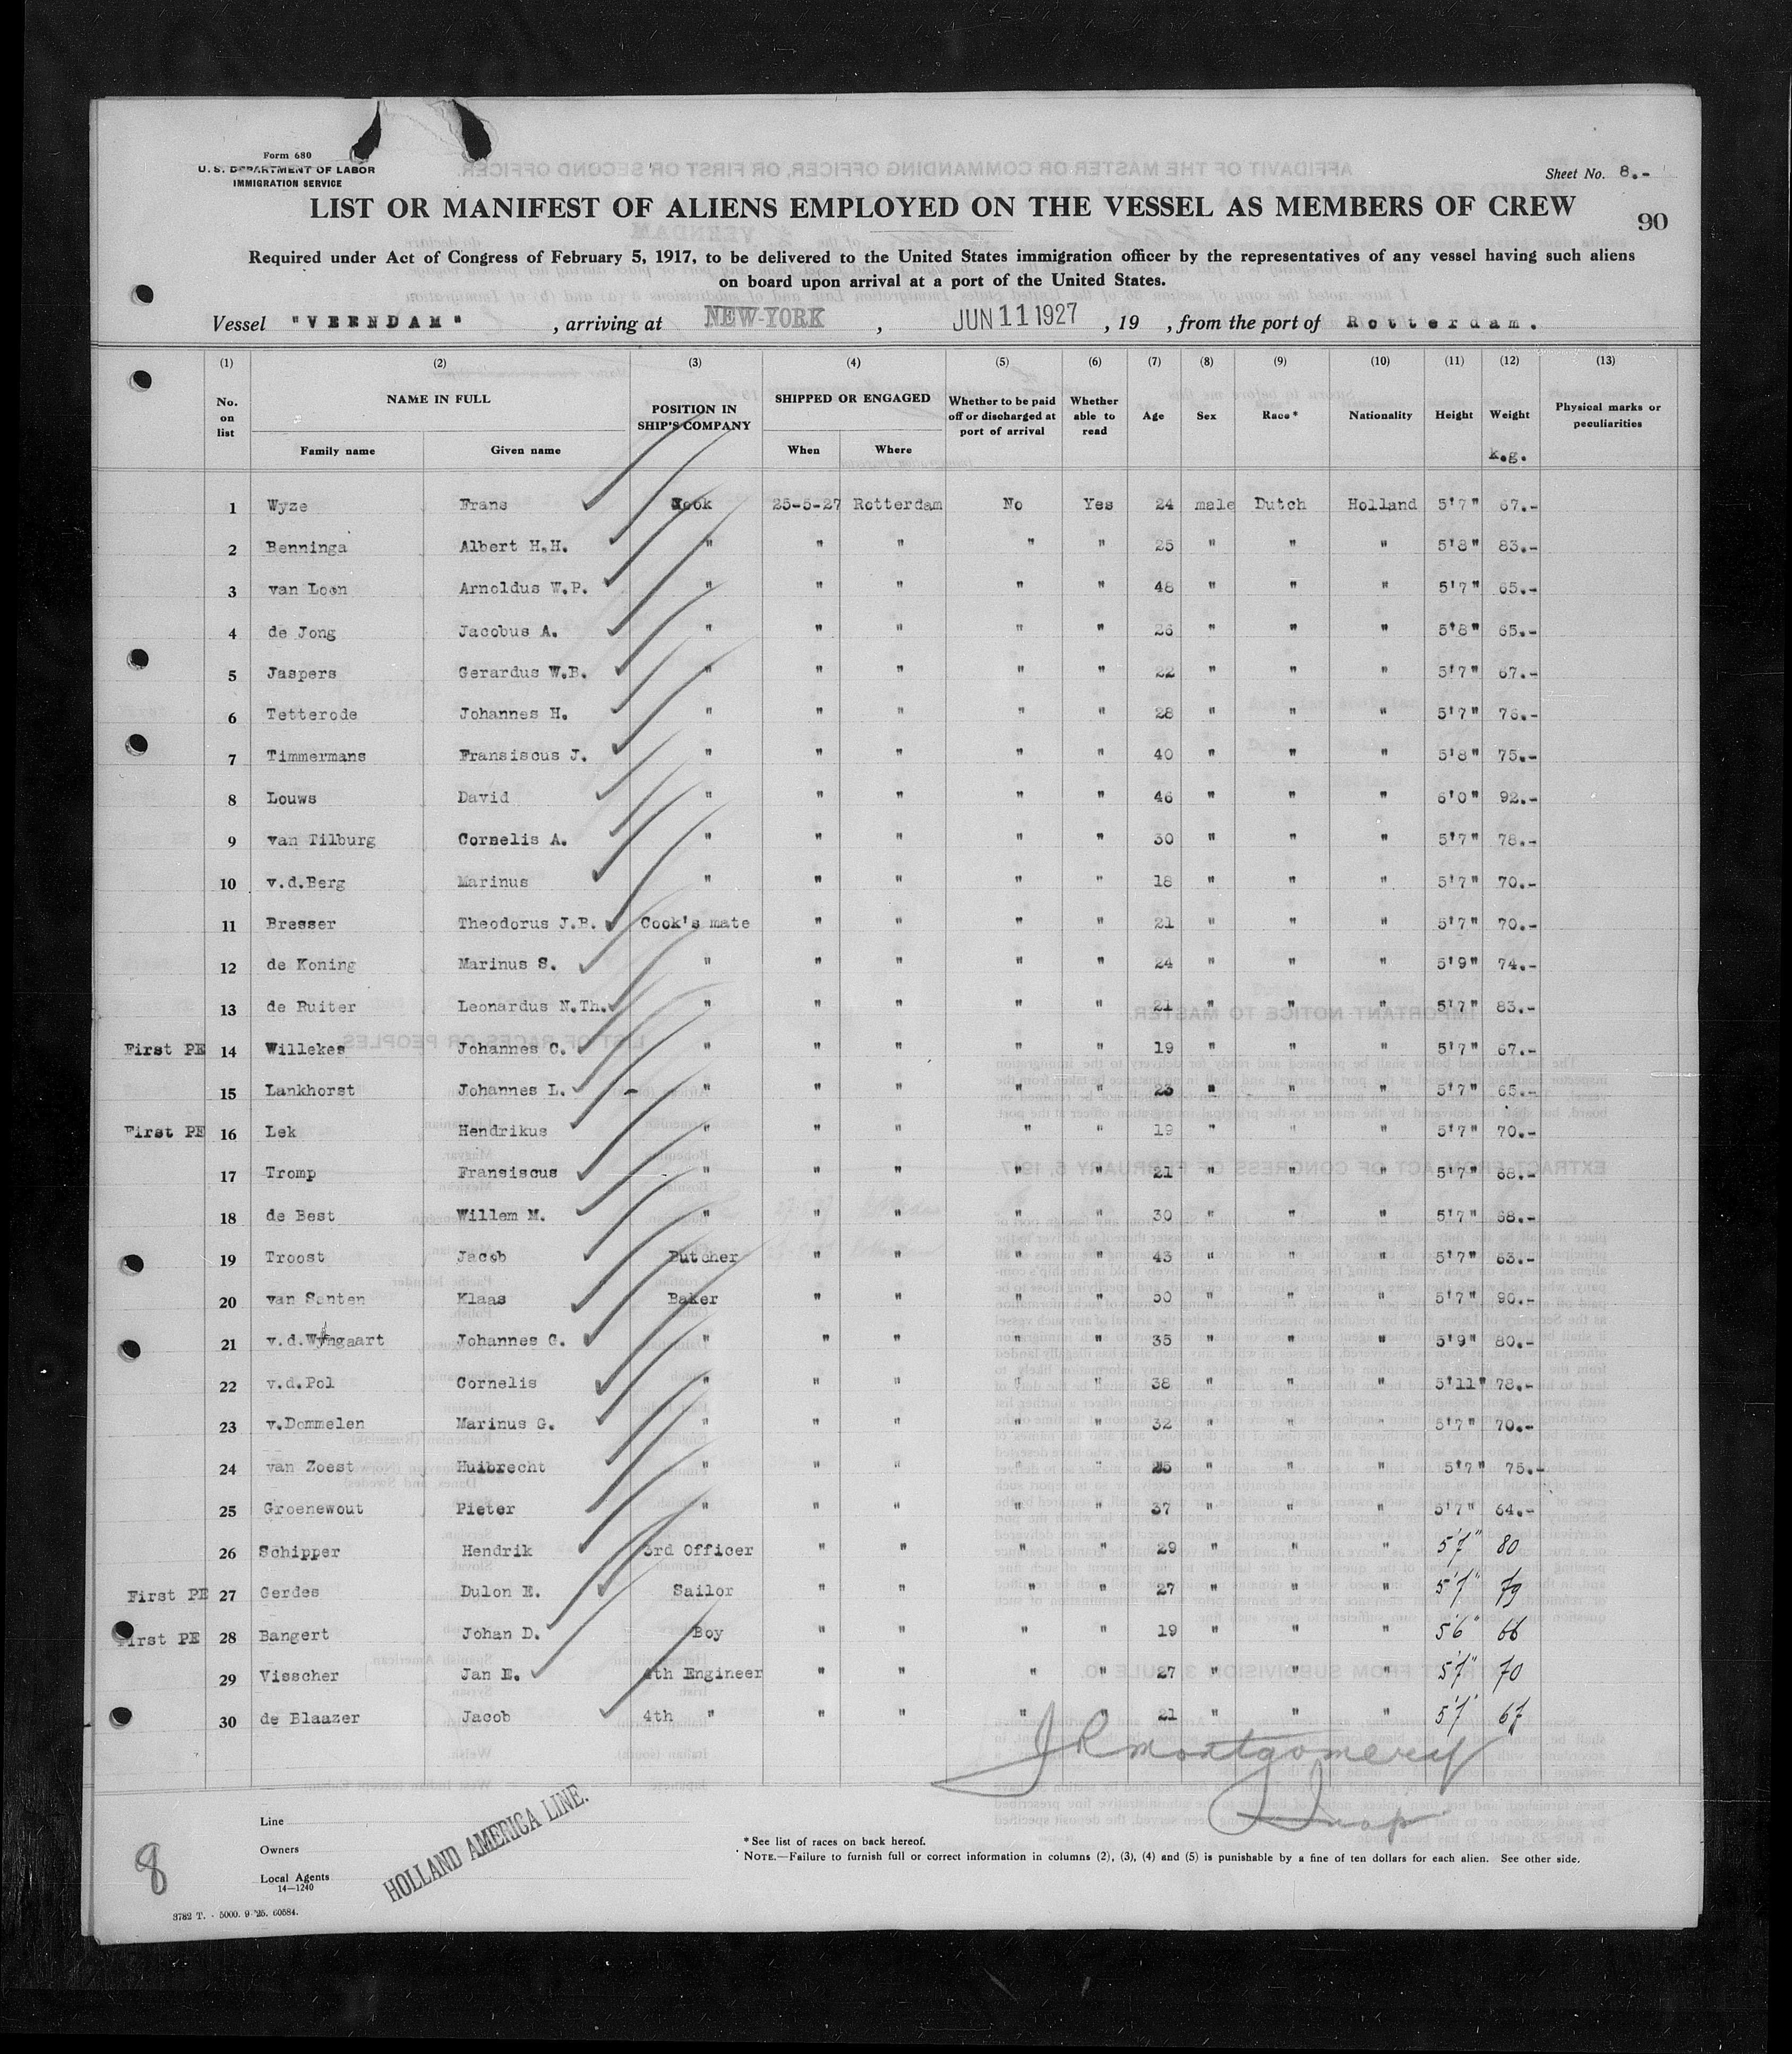 Form 680
U. S. DEPARTMENT OF LABOR
IMMIGRATION SERVICE
Sheet No. 8.-
LIST OR MANIFEST OF ALIENS EMPLOYED ON THE VESSEL AS MEMBERS OF CREW
90
Required under Act of Congress of February 5, 1917, to be delivered to the United States immigration officer by the representatives of any vessel having such aliens
on board upon arrival at a port of the United States.
Vessel "VEENDAM" , arriving at NEW-YORK , JUN 11 1927 , 19 , from the port of Rotterdam.
(1) (2) (3) (4) (5) (6) (7) (8) (9) (10) (11) (12) (13)
No. on list NAME IN FULL Family name Given name POSITION IN SHIP'S COMPANY SHIPPED OR ENGAGED When Where Whether to be paid off or discharged at port of arrival Whether able to read Age Sex Race* Nationality Height Weight k.g. Physical marks or peculiarities
1 Wyze Frans Kook 25-5-27 Rotterdam No Yes 24 male Dutch Holland 5'7" 67.-
2 Benninga Albert H.H. " " " " " 25 " " " 5'8" 83.-
3 van Loon Arnoldus W.P. " " " " " 48 " " " 5'7" 65.-
4 de Jong Jacobus A. " " " " " 26 " " " 5'8" 65.-
5 Jaspers Gerardus W.B. " " " " " 22 " " " 5'7" 67.-
6 Tetterode Johannes H. " " " " " 28 " " " 5'7" 76.-
7 Timmermans Fransiscus J. " " " " " 40 " " " 5'8" 75.-
8 Louws David " " " " " 46 " " " 6'0" 92.-
9 van Tilburg Cornelis A. " " " " " 30 " " " 5'7" 78.-
10 v.d.Berg Marinus " " " " " 18 " " " 5'7" 70.-
11 Bresser Theodorus J.B. Cook's mate " " " " 21 " " " 5'7" 70.-
12 de Koning Marinus S. " " " " " 24 " " " 5'9" 74.-
13 de Ruiter Leonardus N.Th. " " " " " 21 " " " 5'7" 83.-
First PE 14 Willekes Johannes C. " " " " " 19 " " " 5'7" 67.-
15 Lankhorst Johannes L. " " " " " 23 " " " 5'7" 65.-
First PE 16 Lek Hendrikus " " " " " 19 " " " 5'7" 70.-
17 Tromp Fransiscus " " " " " 21 " " " 5'7" 68.-
18 de Best Willem M. " " " " " 30 " " " 5'7" 68.-
19 Troost Jacob Butcher " " " " 43 " " " 5'7" 63.-
20 van Santen Klaas Baker " " " " 50 " " " 5'7" 96.-
21 v.d.Wyngaart Johannes G. " " " " " 35 " " " 5'9" 80.-
22 v.d.Pol Cornelis " " " " " 38 " " " 5'11" 78.-
23 v.Dommelen Marinus G. " " " " " 32 " " " 5'7" 70.-
24 van Zoest Huibrecht " " " " " 25 " " " 5'7" 75.-
25 Groenewout Pieter " " " " " 37 " " " 5'7" 64.-
26 Schipper Hendrik 3rd Officer " " " " 29 " " " 5'7" 80
First PE 27 Gerdes Dulon E. Sailor " " " " 27 " " " 5'7" 79
First PE 28 Bangert Johan D. Boy " " " " 19 " " " 5'6" 66
29 Visscher Jan E. 4th Engineer " " " " 27 " " " 5'7" 70
30 de Blaazer Jacob 4th " " " " " 21 " " " 5'7" 67
J R Montgomery
Insp
Line
Owners
Local Agents
HOLLAND AMERICA LINE.
14—1240
* See list of races on back hereof.
NOTE.—Failure to furnish full or correct information in columns (2), (3), (4) and (5) is punishable by a fine of ten dollars for each alien. See other side.
8
3782 T. - 5000. 9-'25. 60584.